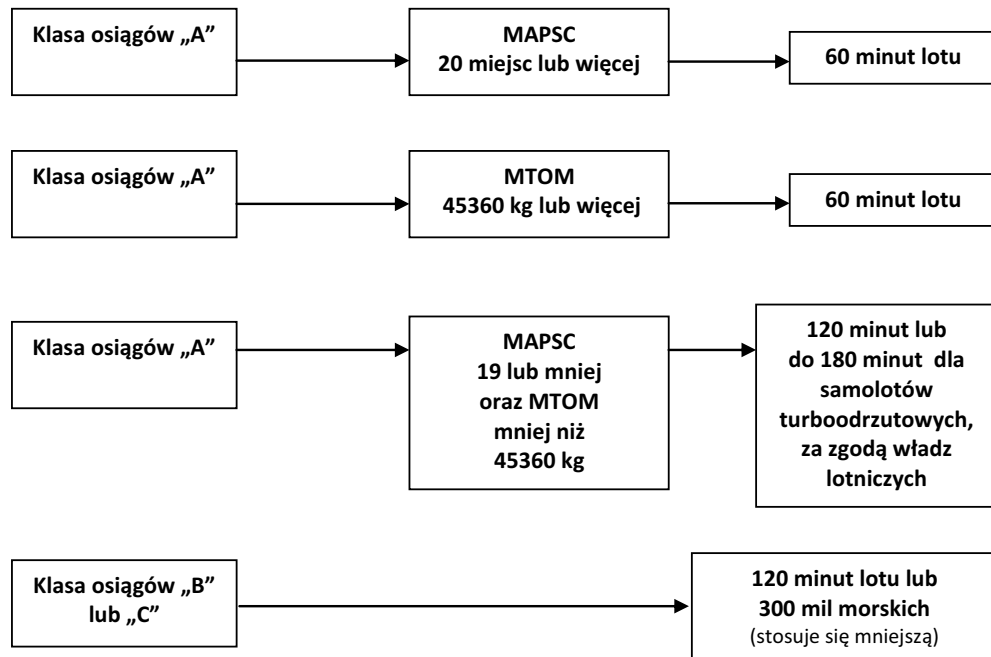 Klasa osiągów „A”
MAPSC
20 miejsc lub więcej
60 minut lotu
Klasa osiągów „A”
MTOM
45360 kg lub więcej
60 minut lotu
Klasa osiągów „A”
MAPSC
19 lub mniej
oraz MTOM
mniej niż
45360 kg
120 minut lub
do 180 minut dla
samolotów
turboodrzutowych,
za zgodą władz
lotniczych
Klasa osiągów „B”
lub „C”
120 minut lotu lub
300 mil morskich
(stosuje się mniejszą)